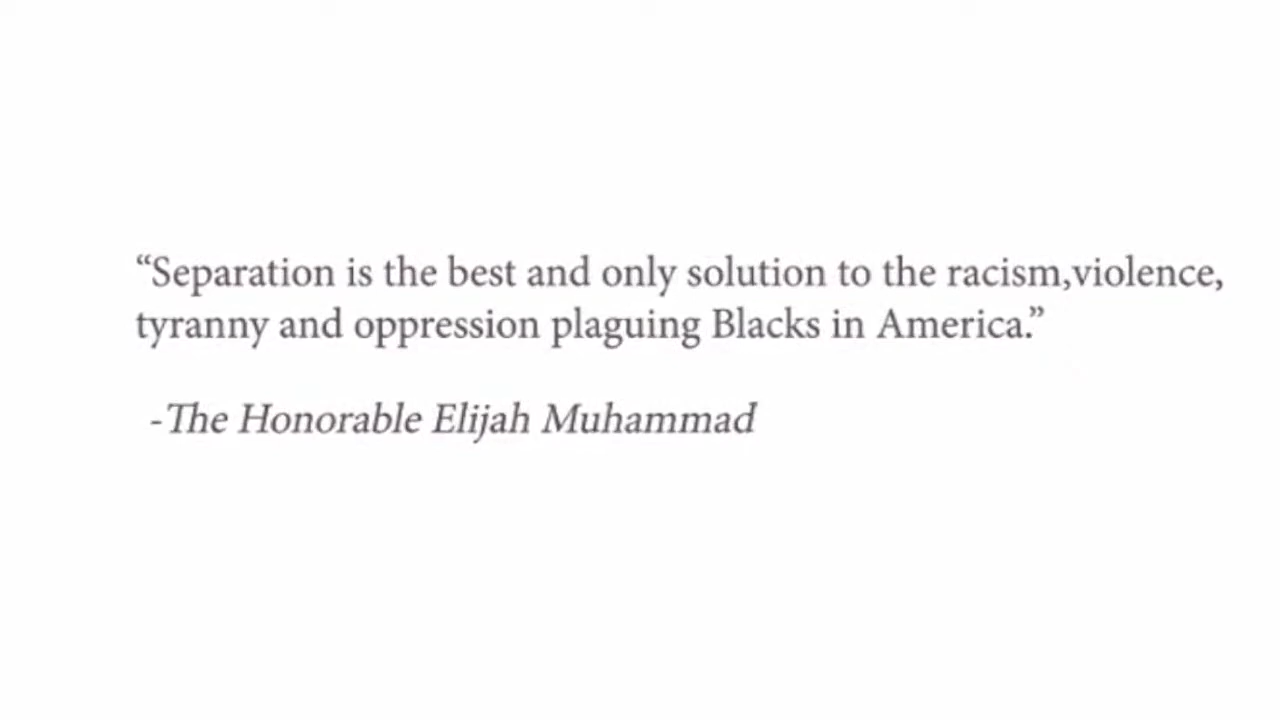 “Separation is the best and only solution to the racism,violence,
tyranny and oppression plaguing Blacks in America.”
-The Honorable Elijah Muhammad